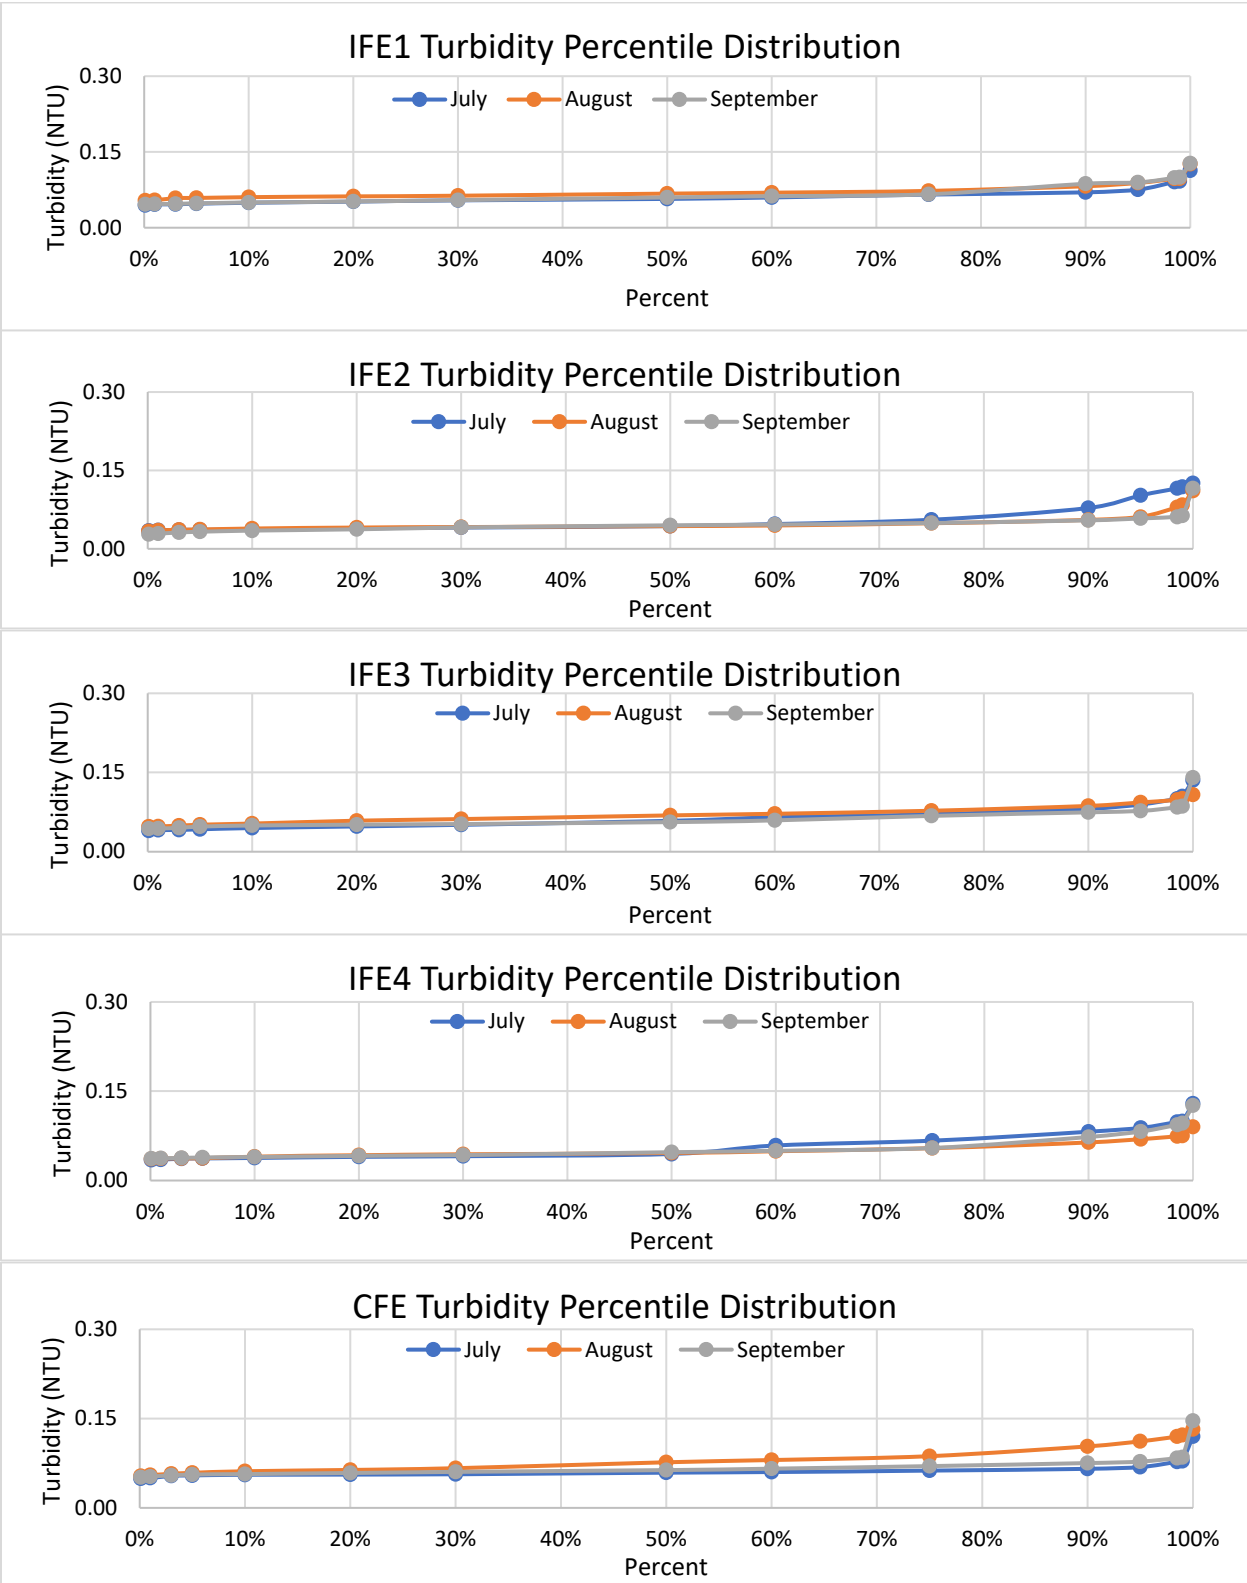 IFE1 Turbidity Percentile Distribution
Turbidity (NTU)
0.30
0.15
0.00
July August September
0% 10% 20% 30% 40% 50% 60% 70% 80% 90% 100%
Percent
IFE2 Turbidity Percentile Distribution
Turbidity (NTU)
0.30
0.15
0.00
July August September
0% 10% 20% 30% 40% 50% 60% 70% 80% 90% 100%
Percent
IFE3 Turbidity Percentile Distribution
Turbidity (NTU)
0.30
0.15
0.00
July August September
0% 10% 20% 30% 40% 50% 60% 70% 80% 90% 100%
Percent
IFE4 Turbidity Percentile Distribution
Turbidity (NTU)
0.30
0.15
0.00
July August September
0% 10% 20% 30% 40% 50% 60% 70% 80% 90% 100%
Percent
CFE Turbidity Percentile Distribution
Turbidity (NTU)
0.30
0.15
0.00
July August September
0% 10% 20% 30% 40% 50% 60% 70% 80% 90% 100%
Percent